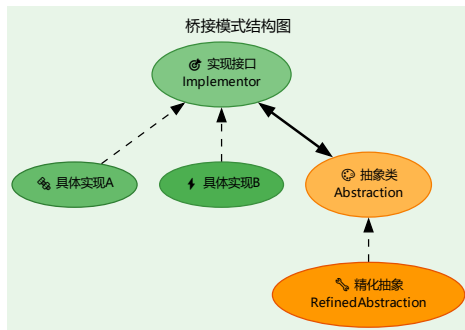 桥接模式结构图
实现接口
Implementor
具体实现A
具体实现B
抽象类
Abstraction
精化抽象
RefinedAbstraction